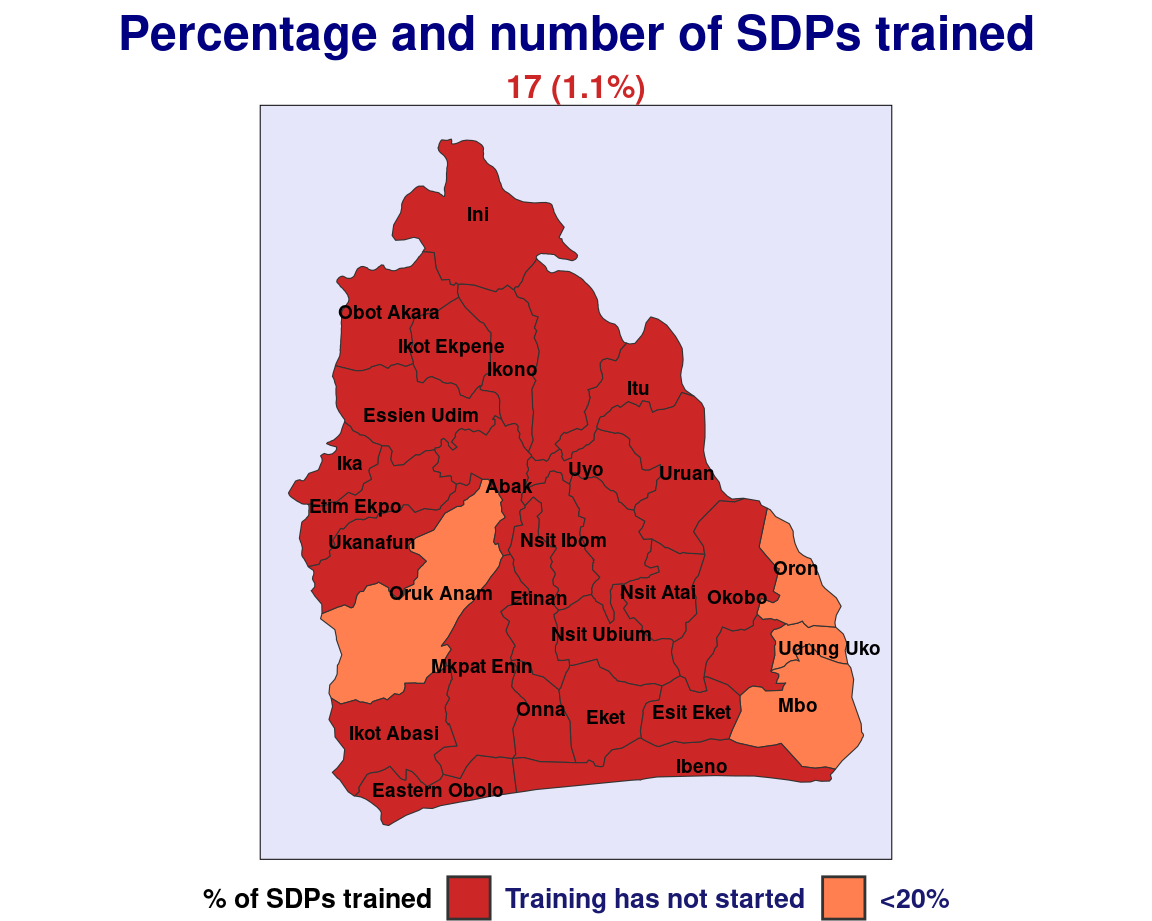 Percentage and number of SDPs trained
17 (1.1%)
Ini
Obot Akara
Ikot Ekpene
Ikono
Itu
Essien Udim
Ika
Uyo
Uruan
Abak
Etim Ekpo
Ukanafun
Nsit Ibom
Oron
Oruk Anam
Etinan
Nsit Atai
Okobo
Nsit Ubium
Udung Uko
Mkpat Enin
Onna
Eket
Esit Eket
Mbo
Ikot Abasi
Ibeno
Eastern Obolo
% of SDPs trained Training has not started <20%